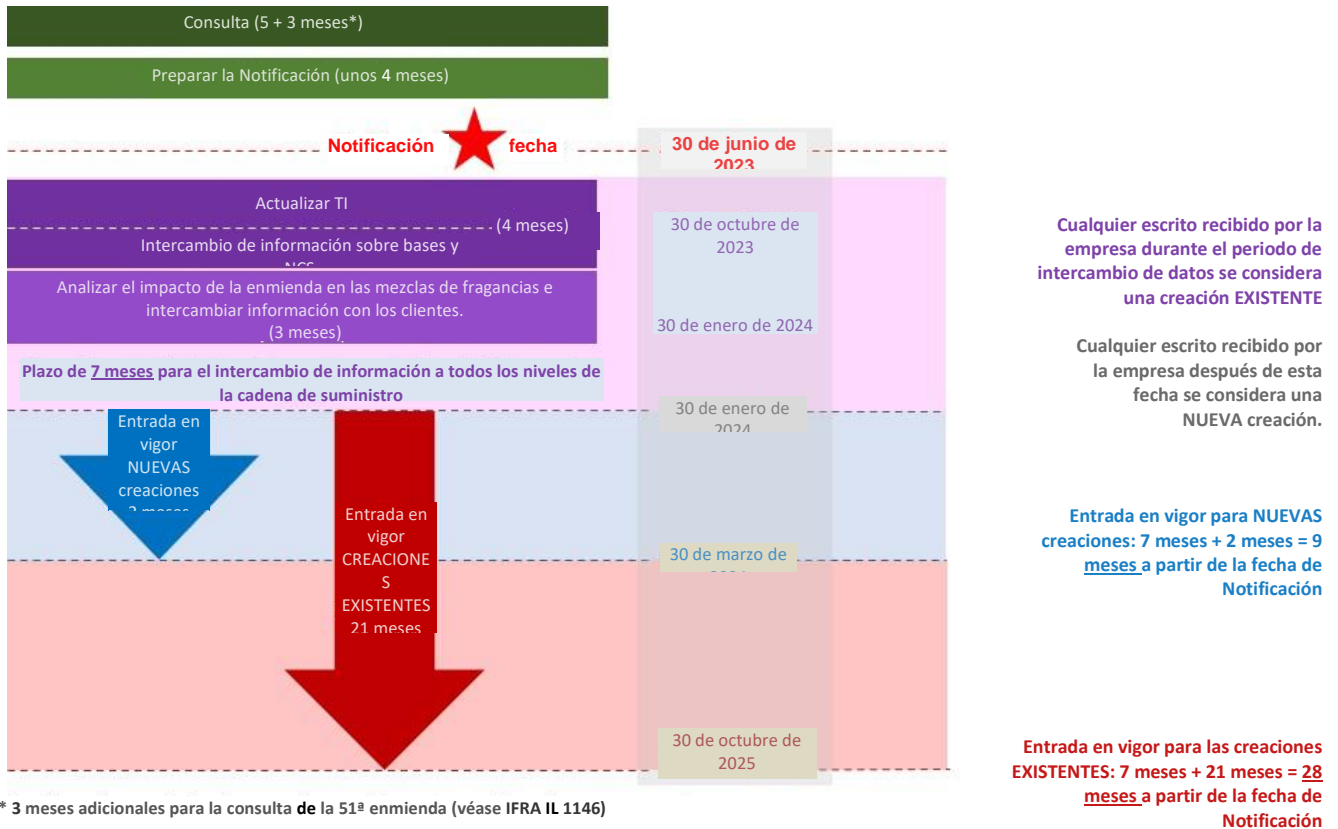 Consulta (5 + 3 meses*)
Preparar la Notificación (unos 4 meses)
Notificación fecha
30 de junio de
2023
Actualizar TI
(4 meses)
Intercambio de información sobre bases y
30 de octubre de
2023
Analizar el impacto de la enmienda en las mezclas de fragancias e
intercambiar información con los clientes.
(3 meses)
30 de enero de 2024
Plazo de 7 meses para el intercambio de información a todos los niveles de
la cadena de suministro
30 de enero de
2024
Entrada en
vigor
NUEVAS
creaciones
Entrada en
vigor
CREACIONE
S
EXISTENTES
21 meses
30 de marzo de
30 de octubre de
2025
Cualquier escrito recibido por la
empresa durante el periodo de
intercambio de datos se considera
una creación EXISTENTE
Cualquier escrito recibido por
la empresa después de esta
fecha se considera una
NUEVA creación.
Entrada en vigor para NUEVAS
creaciones: 7 meses + 2 meses = 9
meses a partir de la fecha de
Notificación
Entrada en vigor para las creaciones
EXISTENTES: 7 meses + 21 meses = 28
meses a partir de la fecha de
Notificación
* 3 meses adicionales para la consulta de la 51ª enmienda (véase IFRA IL 1146)